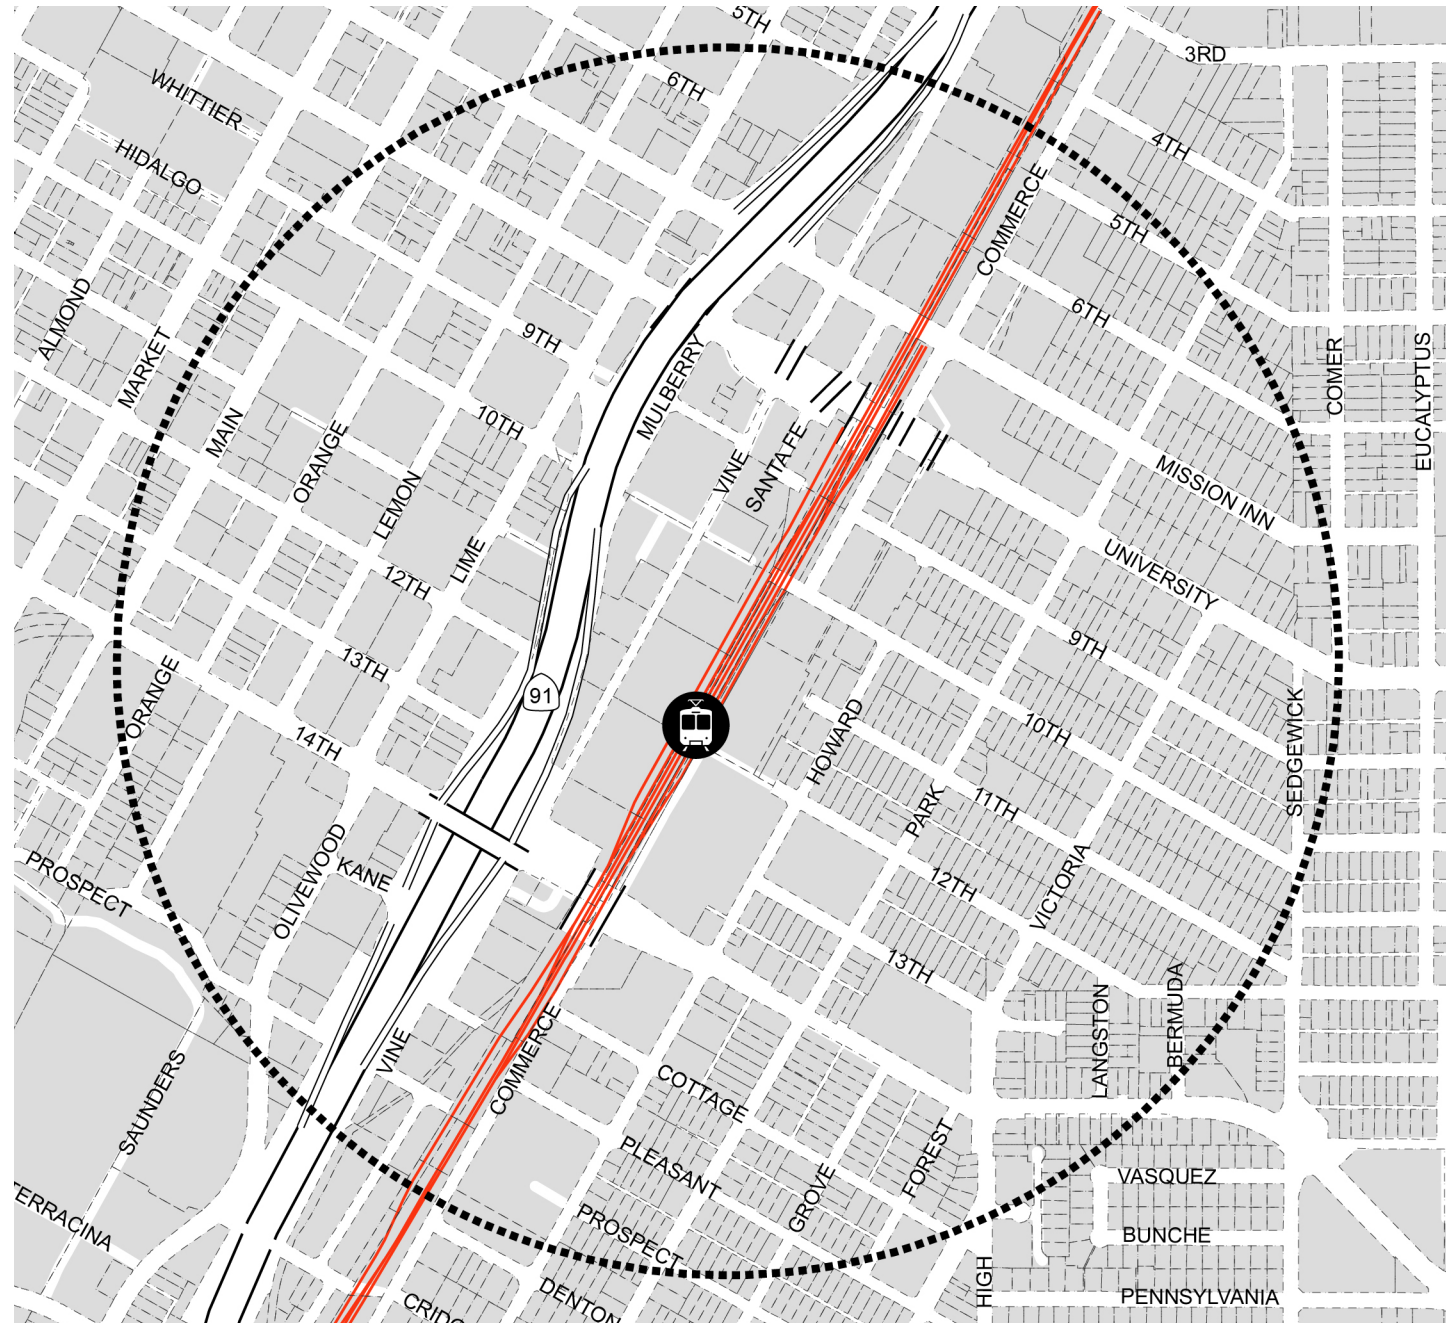 5TH
3RD
WHITTIER
6TH
4TH
HIDALGO
COMMERCE
5TH
ALMOND
6TH
MARKET
9TH
MULBERRY
COMER
EUCALYPTUS
MAIN
ORANGE
10TH
VINE
SANTAFE
MISSION INN
LEMON
LIME
UNIVERSITY
12TH
9TH
13TH
ORANGE
91
SEDGEWICK
14TH
HOWARD
10TH
PARK
11TH
PROSPECT
OLIVEWOOD
KANE
12TH
VICTORIA
13TH
LANGSTON
BERMUDA
VINE
COMMERCE
SAUNDERS
COTTAGE
PLEASANT
GROVE
FOREST
VASQUEZ
TERRACINA
PROSPECT
BUNCHE
HIGH
DENTON
PENNSYLVANIA